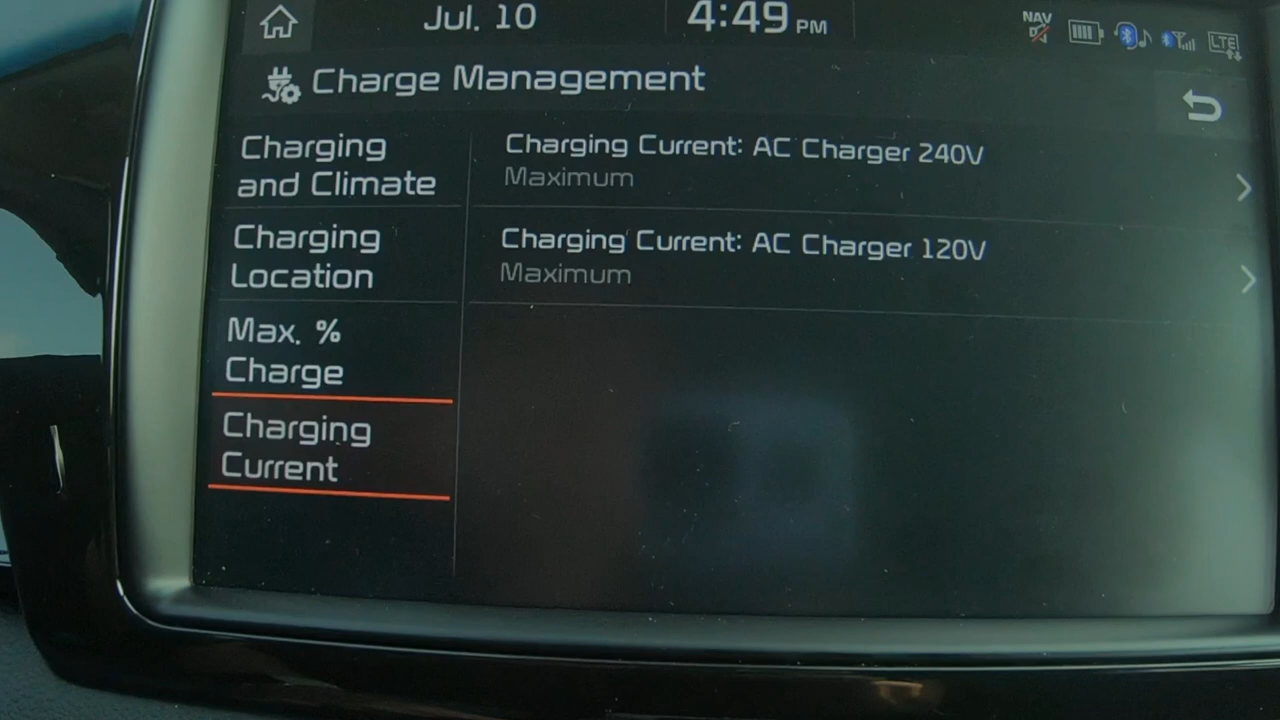 Jul. 10
4:49 PM
NAV
LTE
Charge Management
Charging
and Climate
Charging
Location
Max. %
Charge
Charging
Current
Charging Current: AC Charger 240V
Maximum
Charging Current: AC Charger 120V
Maximum